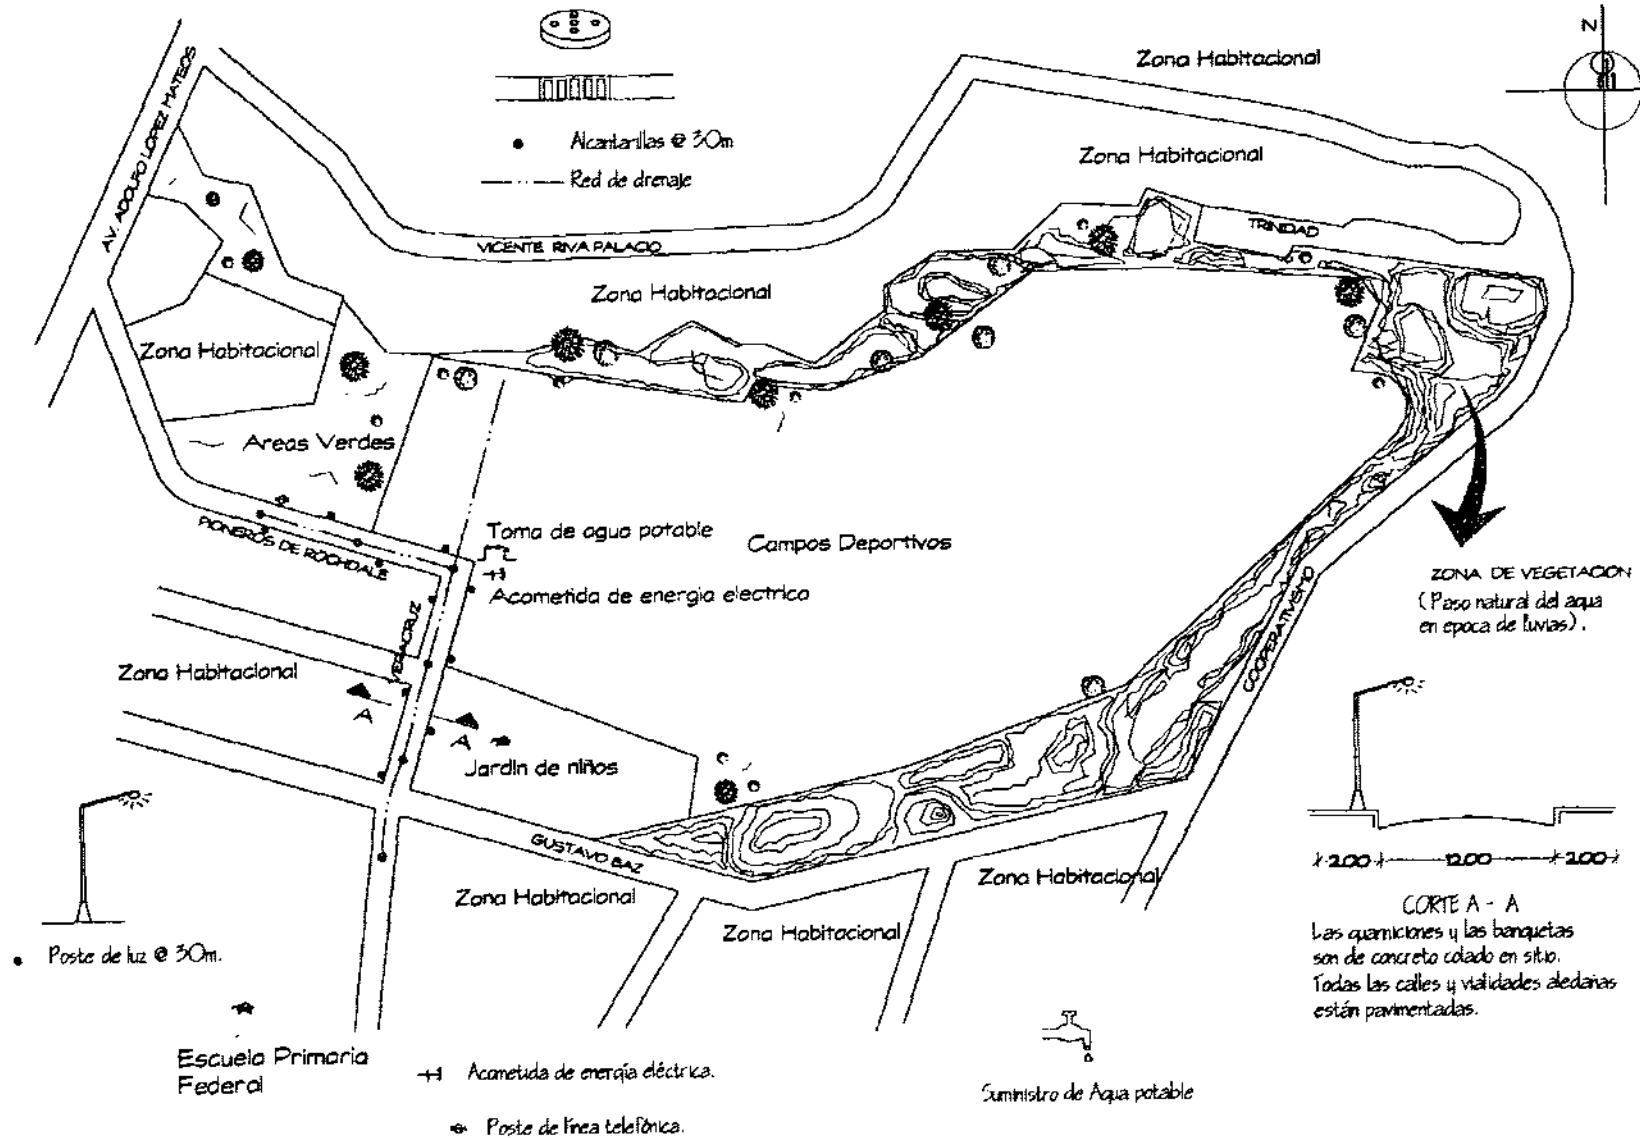 Zona Habitacional
N
AV. ADOLFO LOPEZ MATEOS
Alcantarillas @ 30m
Red de drenaje
Zona Habitacional
VICENTE RIVA PALACIO
TRINIDAD
Zona Habitacional
Zona Habitacional
Areas Verdes
PIONEROS DE ROCHDALE
Toma de agua potable
Campos Deportivos
Acometida de energia electrica
ZONA DE VEGETACION
( Paso natural del agua
en epoca de lluvias).
VERACRUZ
COOPERATIVISMO
Zona Habitacional
A
A
Jardin de niños
GUSTAVO BAZ
2.00
12.00
2.00
Zona Habitacional
Zona Habitacional
Zona Habitacional
CORTE A - A
Las guarniciones y las banquetas
son de concreto colado en sitio.
Todas las calles y vialidades aledañas
están pavimentadas.
Poste de luz @ 30m.
Escuela Primaria
Federal
Acometida de energía eléctrica.
Suministro de Agua potable
Poste de línea telefónica.